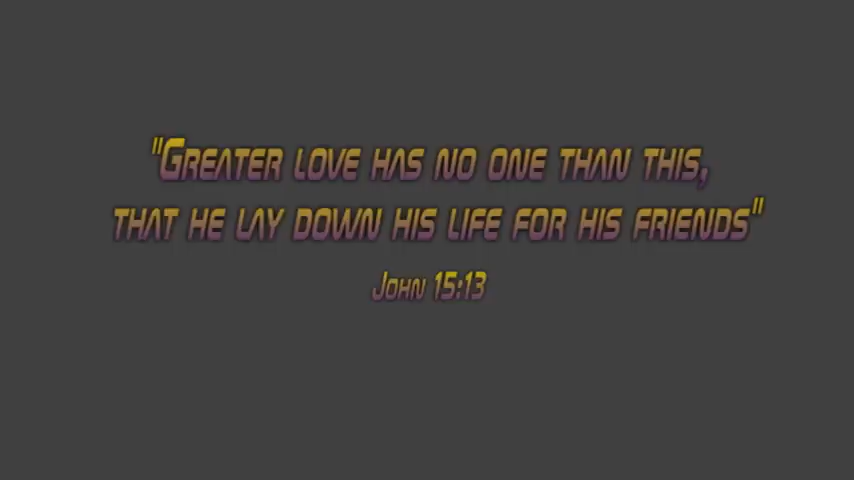 "Greater love has no one than this,
that he lay down his life for his friends"
John 15:13